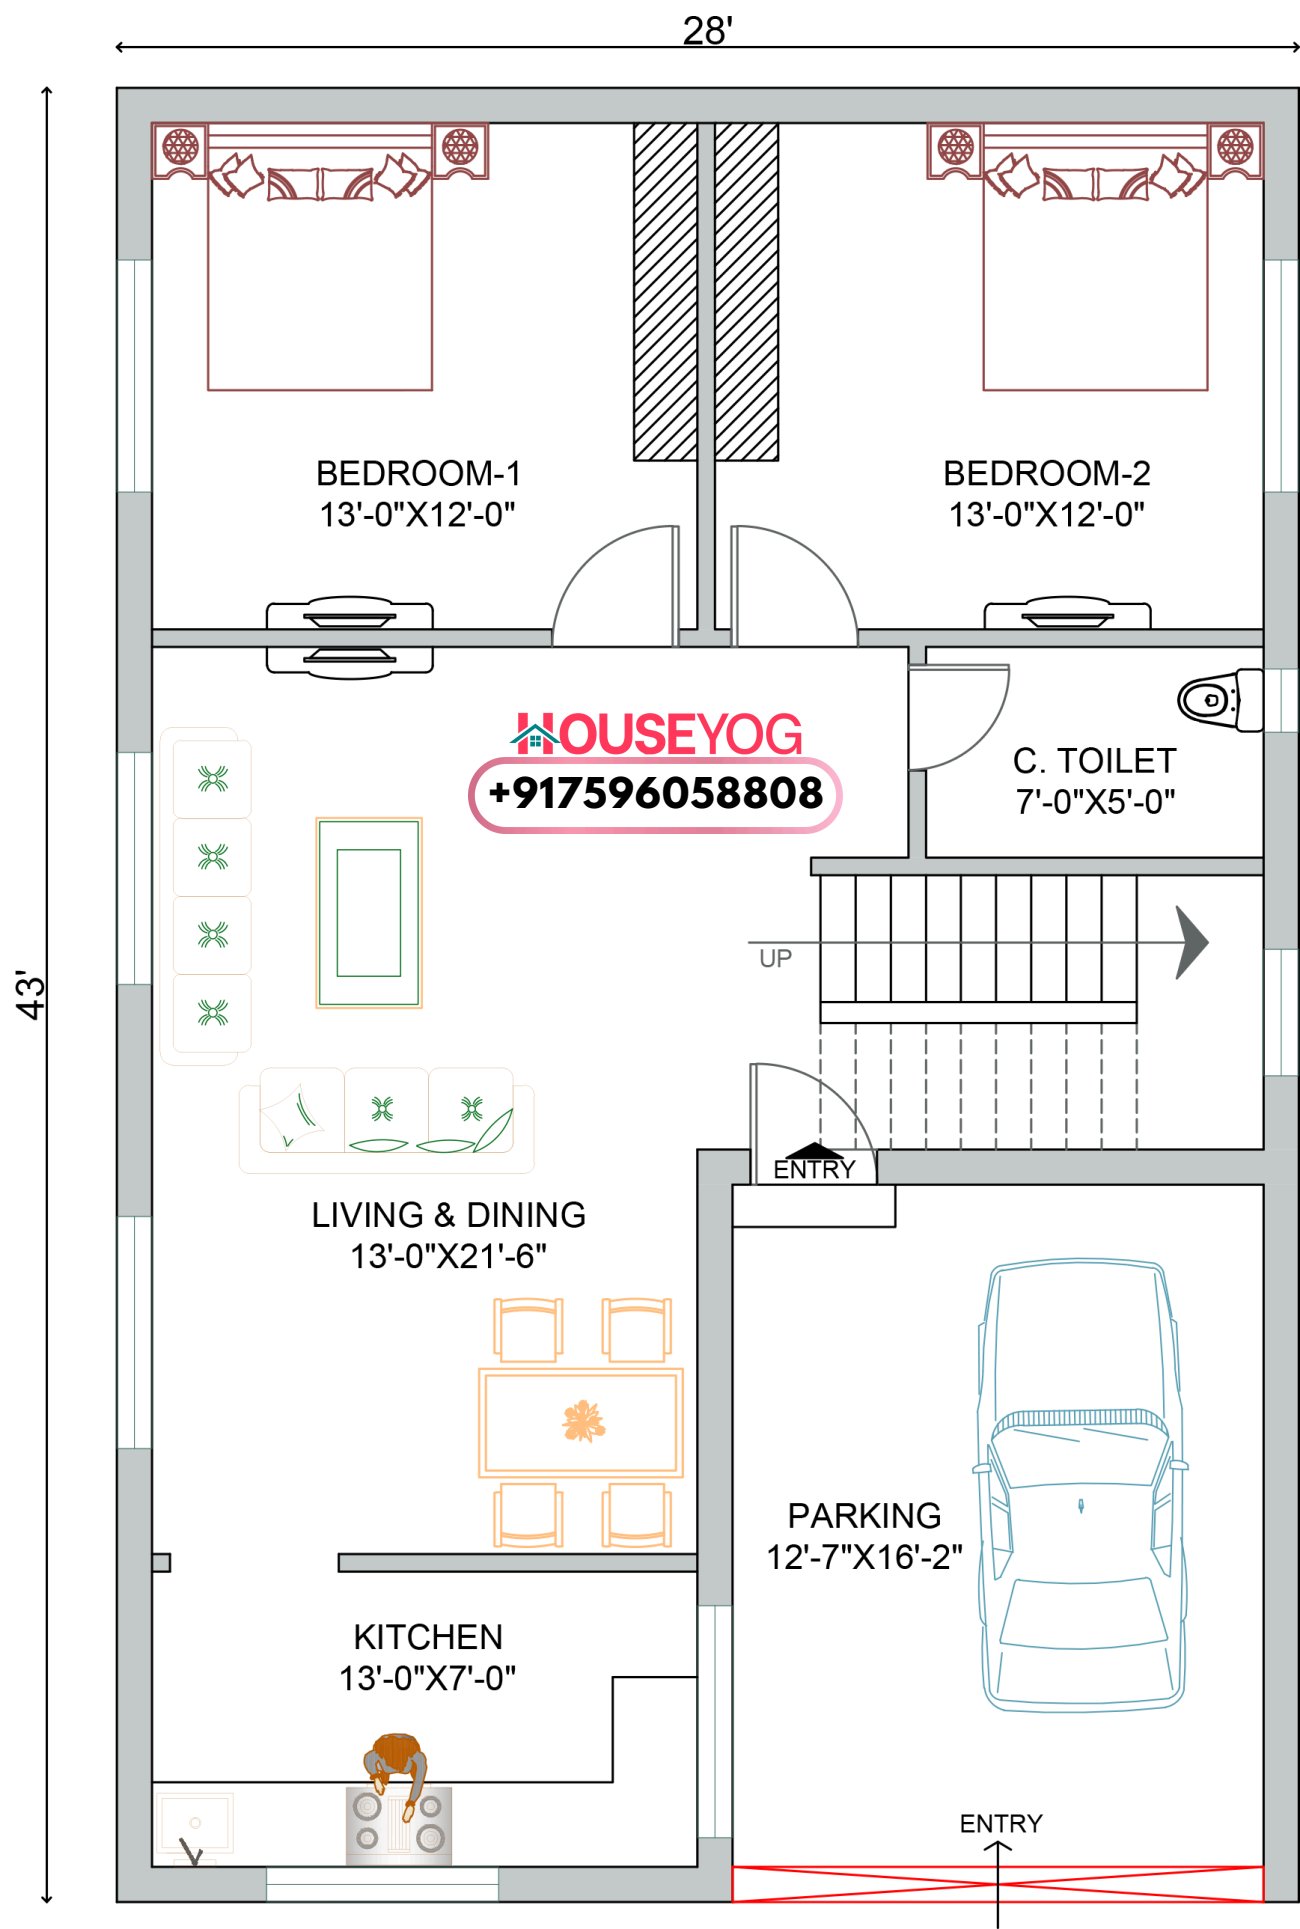 28'
43'
BEDROOM-1
13'-0"X12'-0"
BEDROOM-2
13'-0"X12'-0"
HOUSEYOG
+917596058808
C. TOILET
7'-0"X5'-0"
UP
ENTRY
LIVING & DINING
13'-0"X21'-6"
PARKING
12'-7"X16'-2"
KITCHEN
13'-0"X7'-0"
ENTRY